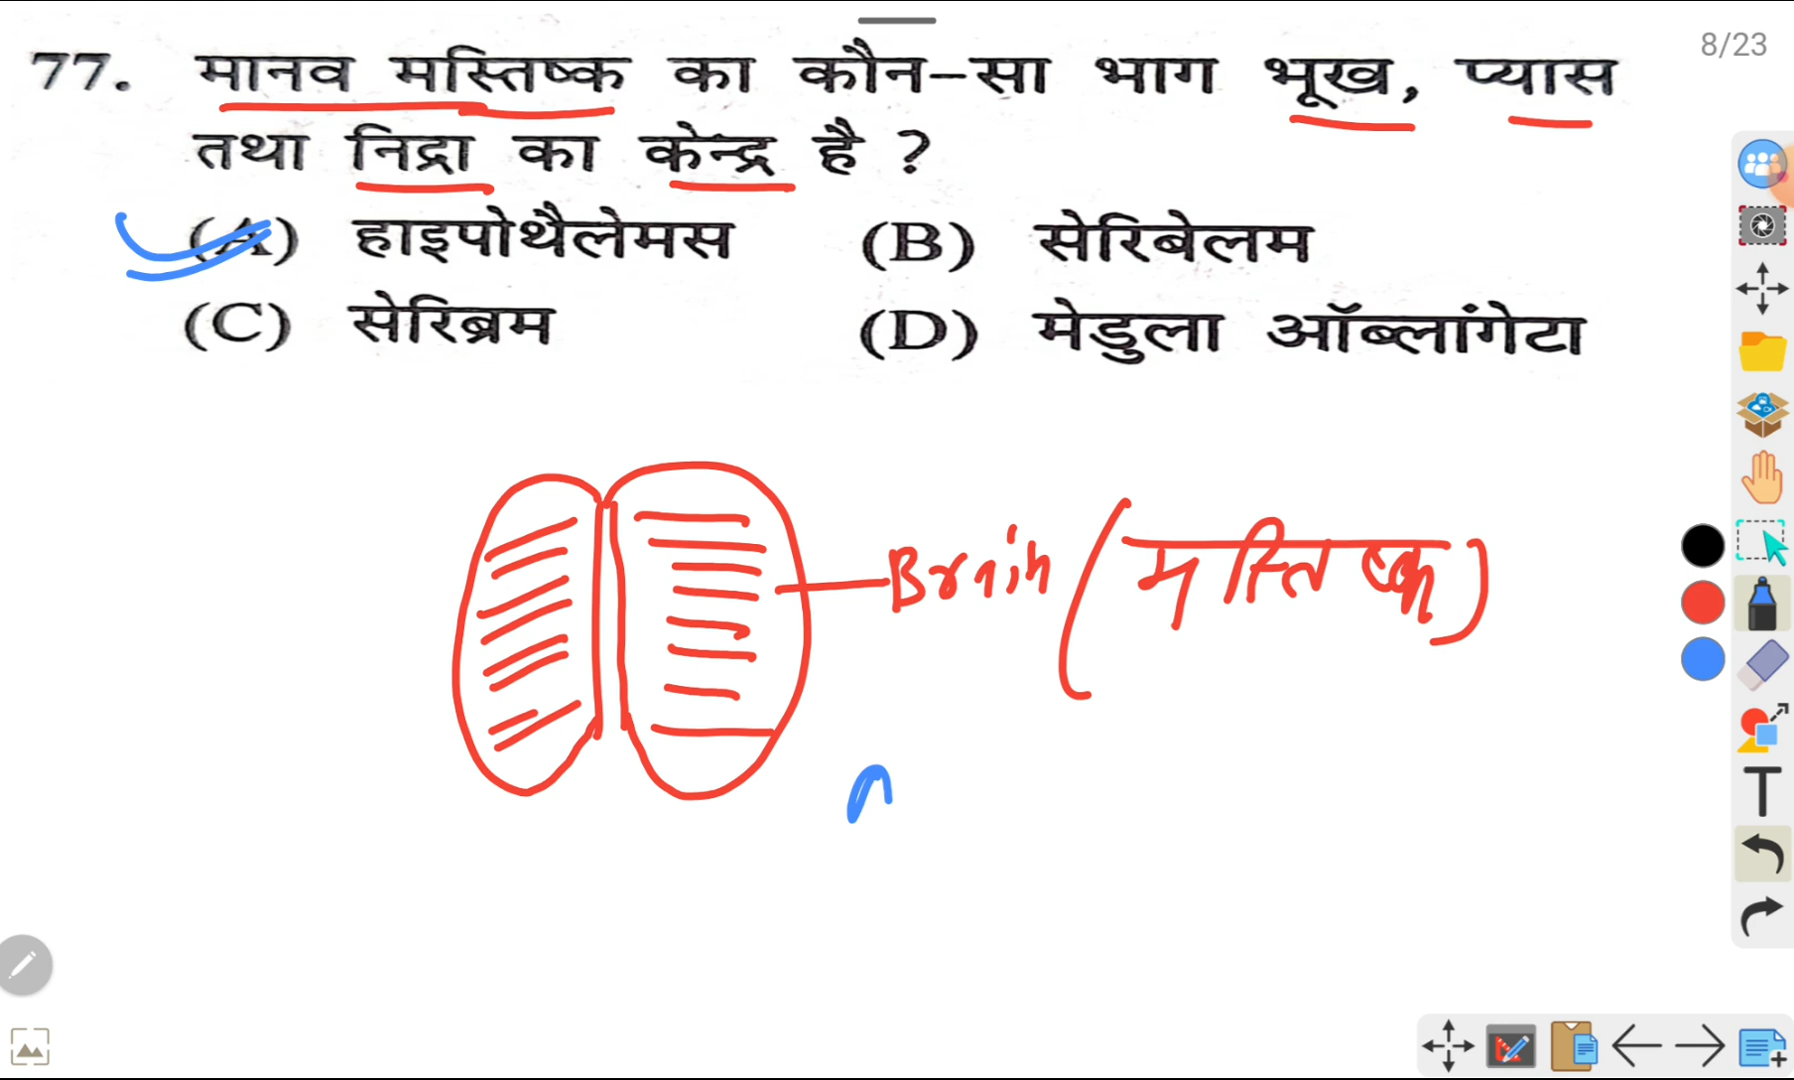 8/23
77. मानव मस्तिष्क का कौन-सा भाग भूख, प्यास
तथा निद्रा का केन्द्र है ?
(A) हाइपोथैलेमस (B) सेरिबेलम
(C) सेरिब्रम (D) मेडुला ऑब्लांगेटा
Brain (मस्तिष्क)
T